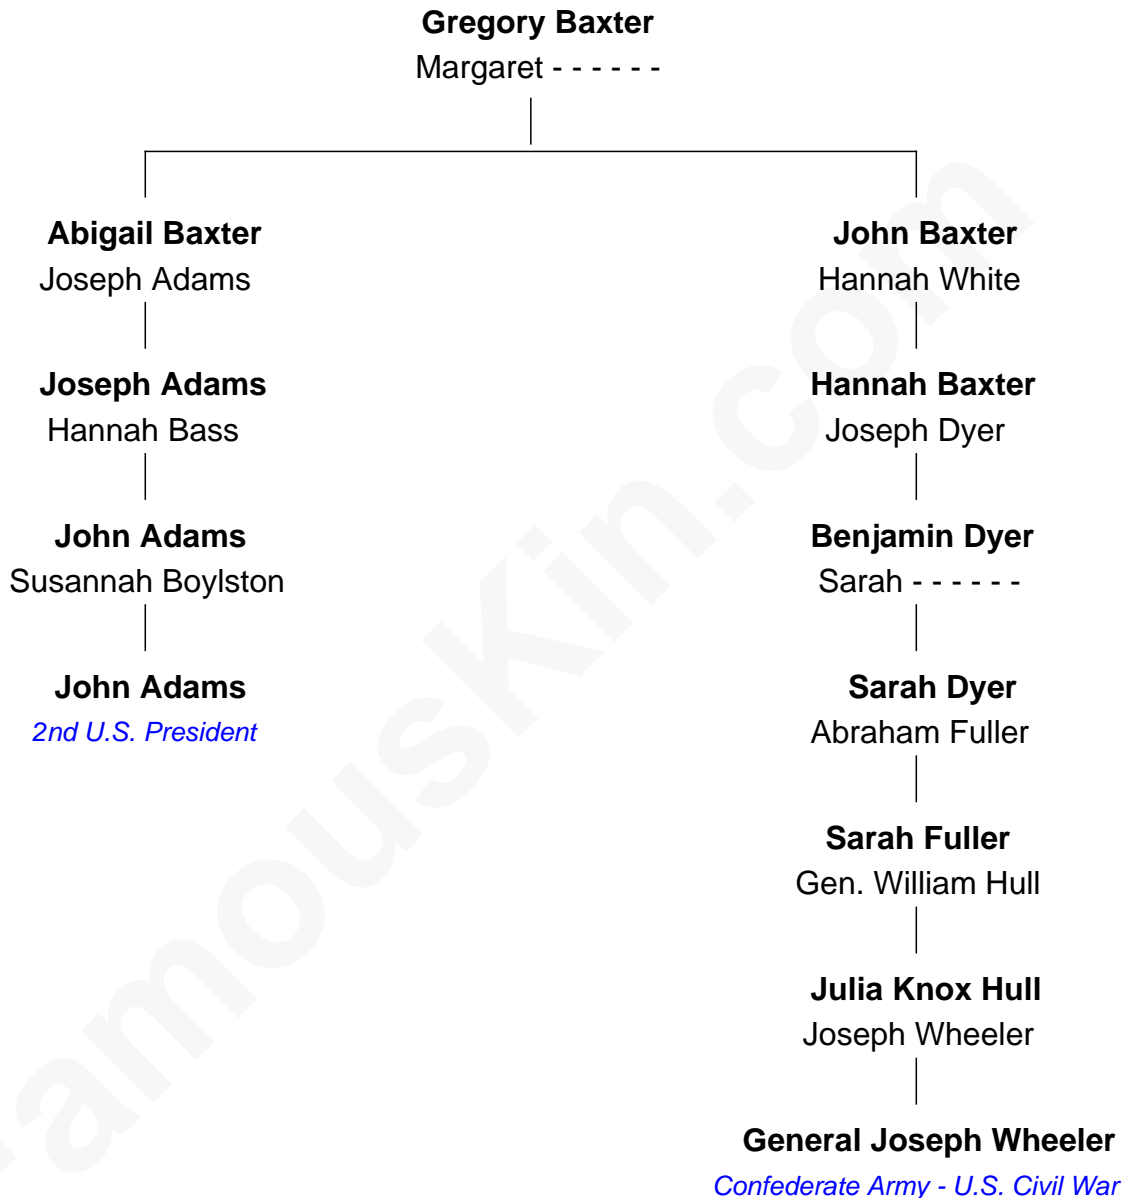 Gregory Baxter
Margaret - - - - - -
Abigail Baxter
Joseph Adams
John Baxter
Hannah White
Joseph Adams
Hannah Bass
Hannah Baxter
Joseph Dyer
John Adams
Susannah Boylston
Benjamin Dyer
Sarah - - - - - -
John Adams
2nd U.S. President
Sarah Dyer
Abraham Fuller
Sarah Fuller
Gen. William Hull
Julia Knox Hull
Joseph Wheeler
General Joseph Wheeler
Confederate Army - U.S. Civil War
amouskin.com